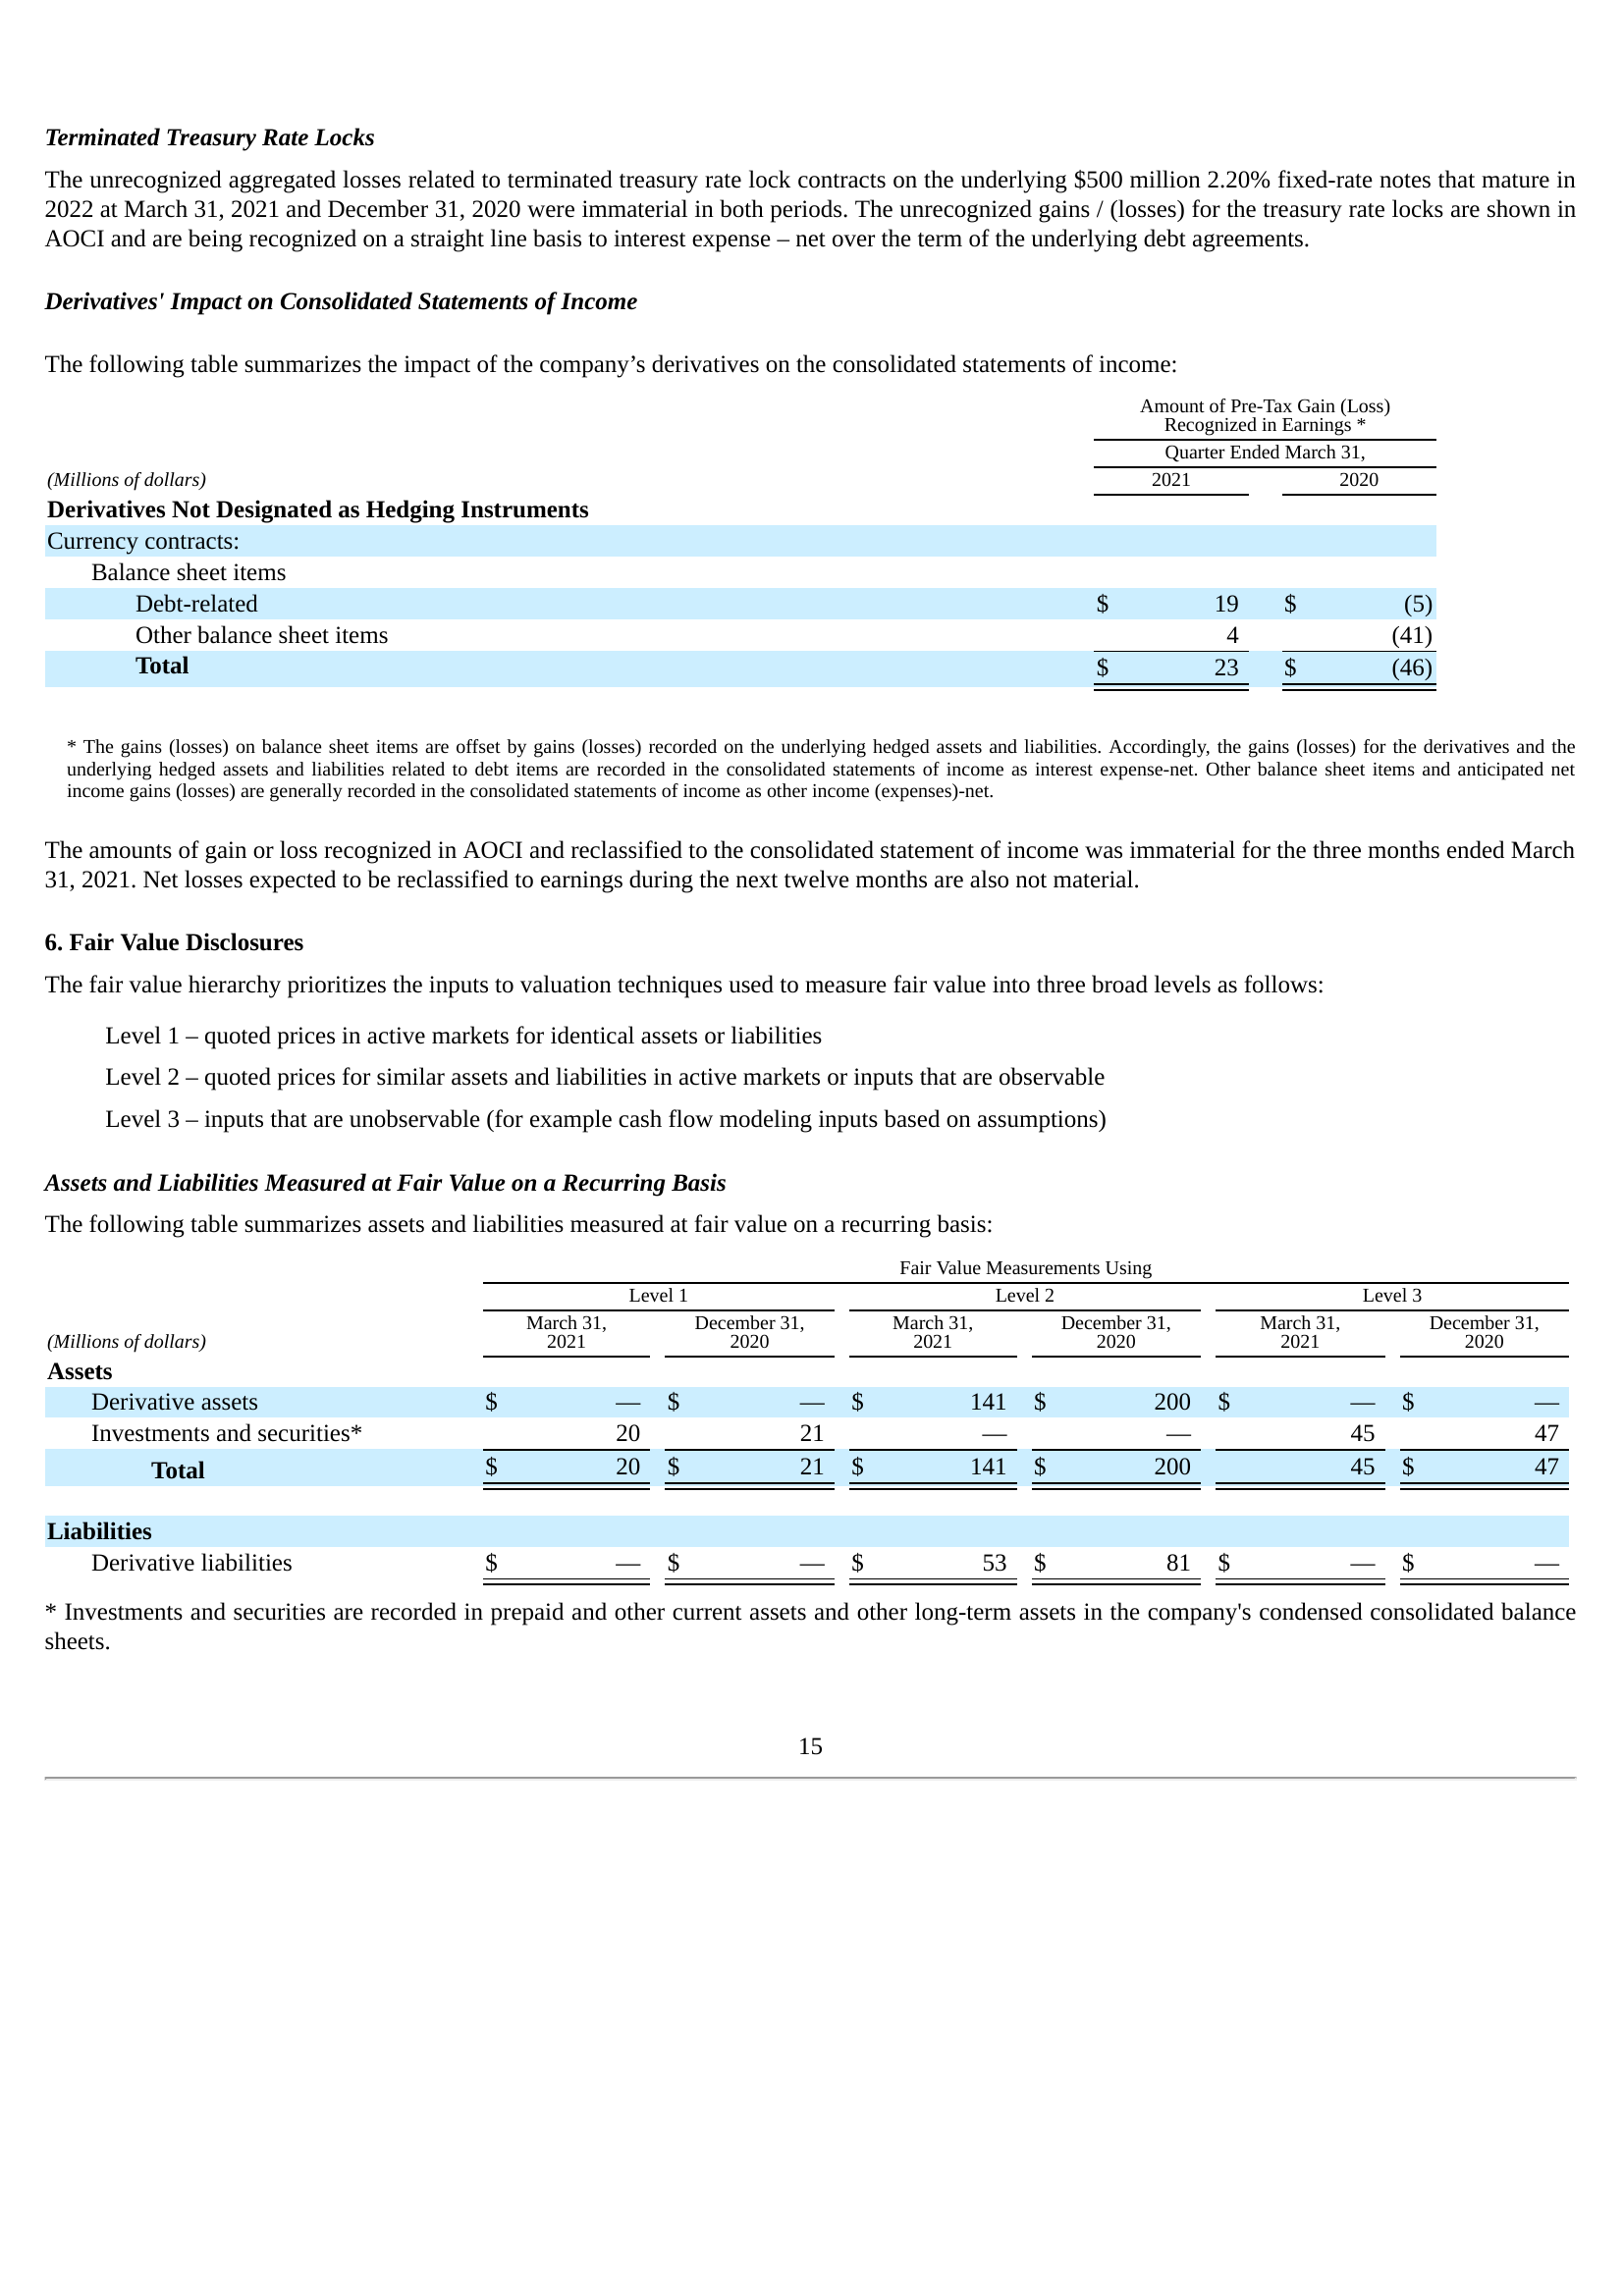 Terminated Treasury Rate Locks
The unrecognized aggregated losses related to terminated treasury rate lock contracts on the underlying $500 million 2.20% fixed-rate notes that mature in
2022 at March 31, 2021 and December 31, 2020 were immaterial in both periods. The unrecognized gains / (losses) for the treasury rate locks are shown in
AOCI and are being recognized on a straight line basis to interest expense – net over the term of the underlying debt agreements.
Derivatives' Impact on Consolidated Statements of Income
The following table summarizes the impact of the company’s derivatives on the consolidated statements of income:
Amount of Pre-Tax Gain (Loss)
Recognized in Earnings *
Quarter Ended March 31,
(Millions of dollars) 2021 2020
Derivatives Not Designated as Hedging Instruments
Currency contracts:
Balance sheet items
Debt-related $ 19 $ (5)
Other balance sheet items 4 (41)
Total $ 23 $ (46)
* The gains (losses) on balance sheet items are offset by gains (losses) recorded on the underlying hedged assets and liabilities. Accordingly, the gains (losses) for the derivatives and the
underlying hedged assets and liabilities related to debt items are recorded in the consolidated statements of income as interest expense-net. Other balance sheet items and anticipated net
income gains (losses) are generally recorded in the consolidated statements of income as other income (expenses)-net.
The amounts of gain or loss recognized in AOCI and reclassified to the consolidated statement of income was immaterial for the three months ended March
31, 2021. Net losses expected to be reclassified to earnings during the next twelve months are also not material.
6. Fair Value Disclosures
The fair value hierarchy prioritizes the inputs to valuation techniques used to measure fair value into three broad levels as follows:
Level 1 – quoted prices in active markets for identical assets or liabilities
Level 2 – quoted prices for similar assets and liabilities in active markets or inputs that are observable
Level 3 – inputs that are unobservable (for example cash flow modeling inputs based on assumptions)
Assets and Liabilities Measured at Fair Value on a Recurring Basis
The following table summarizes assets and liabilities measured at fair value on a recurring basis:
Fair Value Measurements Using
Level 1 Level 2 Level 3
March 31, December 31, March 31, December 31, March 31, December 31,
(Millions of dollars) 2021 2020 2021 2020 2021 2020
Assets
Derivative assets $ — $ — $ 141 $ 200 $ — $ —
Investments and securities* 20 21 — — 45 47
Total $ 20 $ 21 $ 141 $ 200 45 $ 47
Liabilities
Derivative liabilities $ — $ — $ 53 $ 81 $ — $ —
* Investments and securities are recorded in prepaid and other current assets and other long-term assets in the company's condensed consolidated balance
sheets.
15